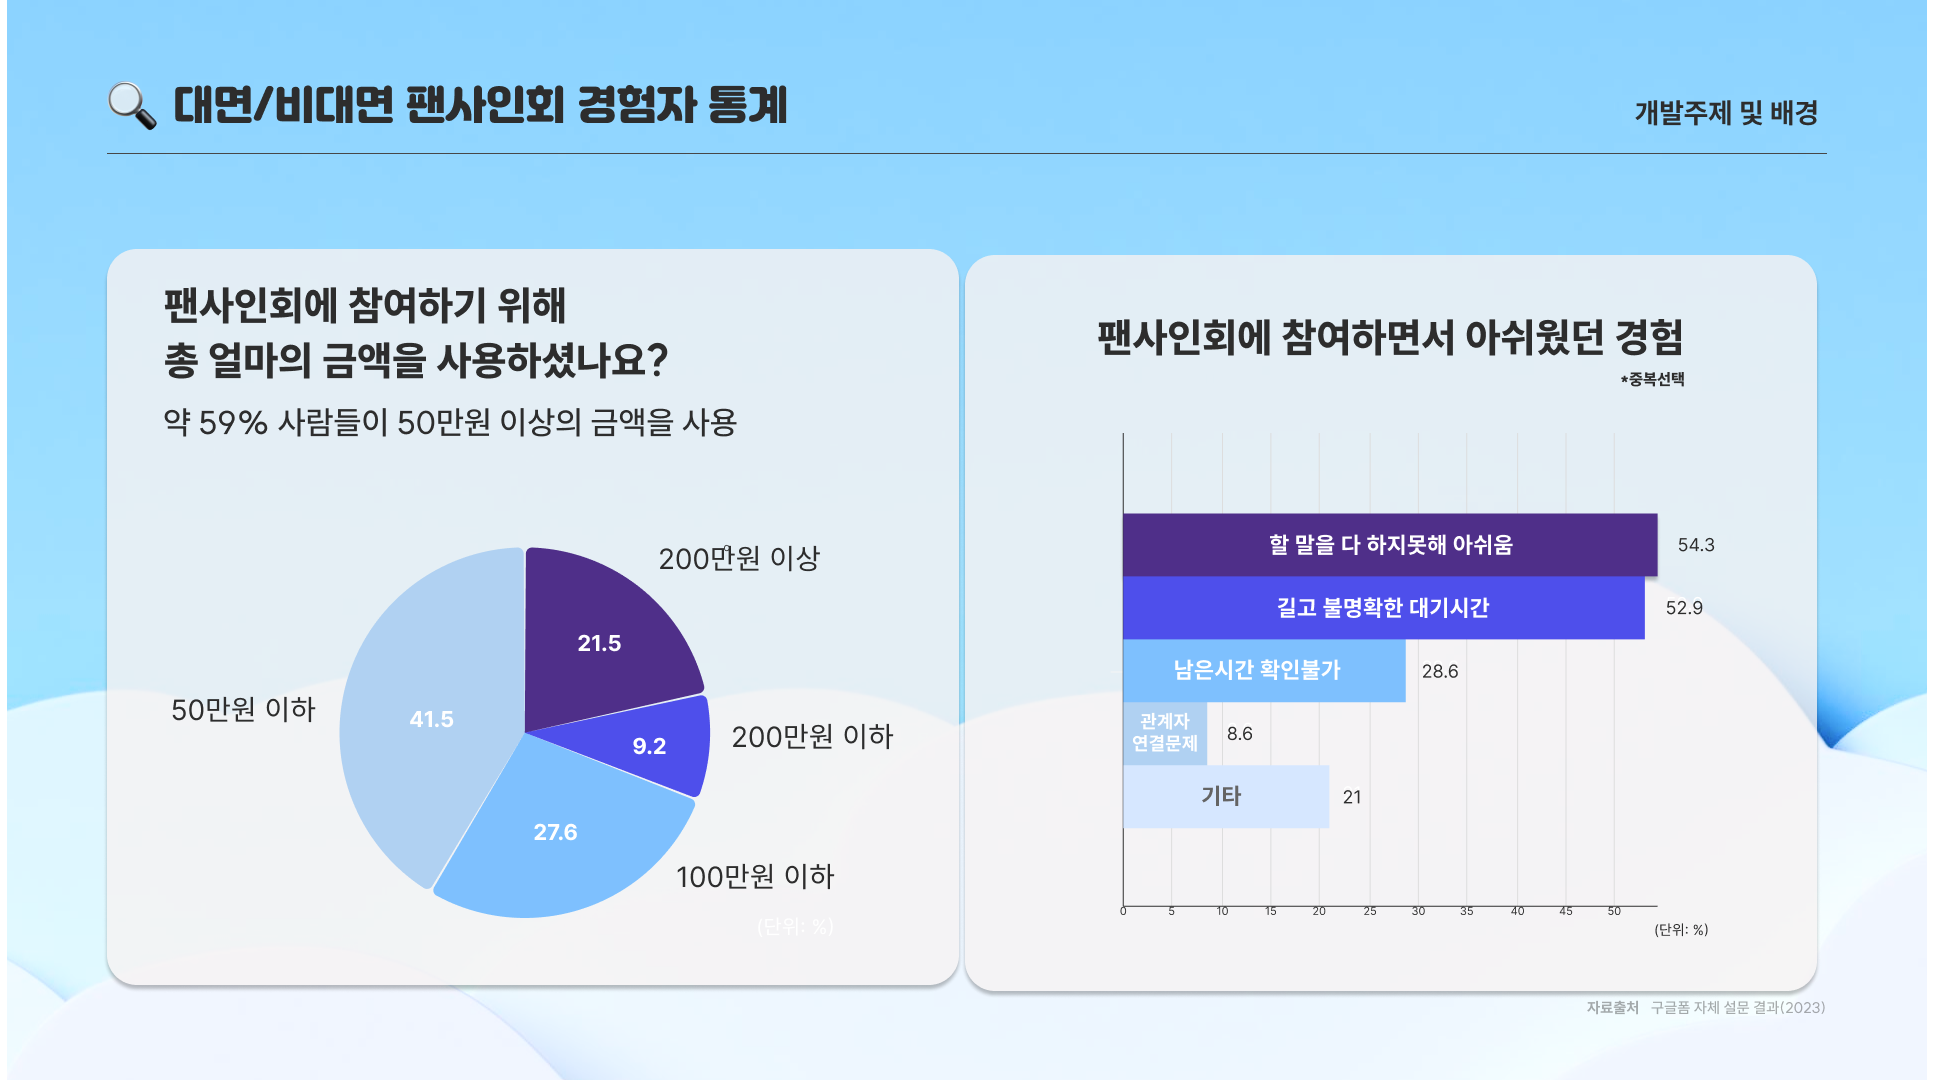 대면/비대면 팬사인회 경험자 통계
개발주제 및 배경
팬사인회에 참여하기 위해
총 얼마의 금액을 사용하셨나요?
약 59% 사람들이 50만원 이상의 금액을 사용
200만원 이상
21.5
50만원 이하
41.5
9.2
200만원 이하
27.6
100만원 이하
(단위: %)
팬사인회에 참여하면서 아쉬웠던 경험
*중복선택
할 말을 다 하지못해 아쉬움
54.3
길고 불명확한 대기시간
52.9
남은시간 확인불가
28.6
관계자
연결문제
8.6
기타
21
0 5 10 15 20 25 30 35 40 45 50
(단위: %)
자료출처 구글폼 자체 설문 결과(2023)